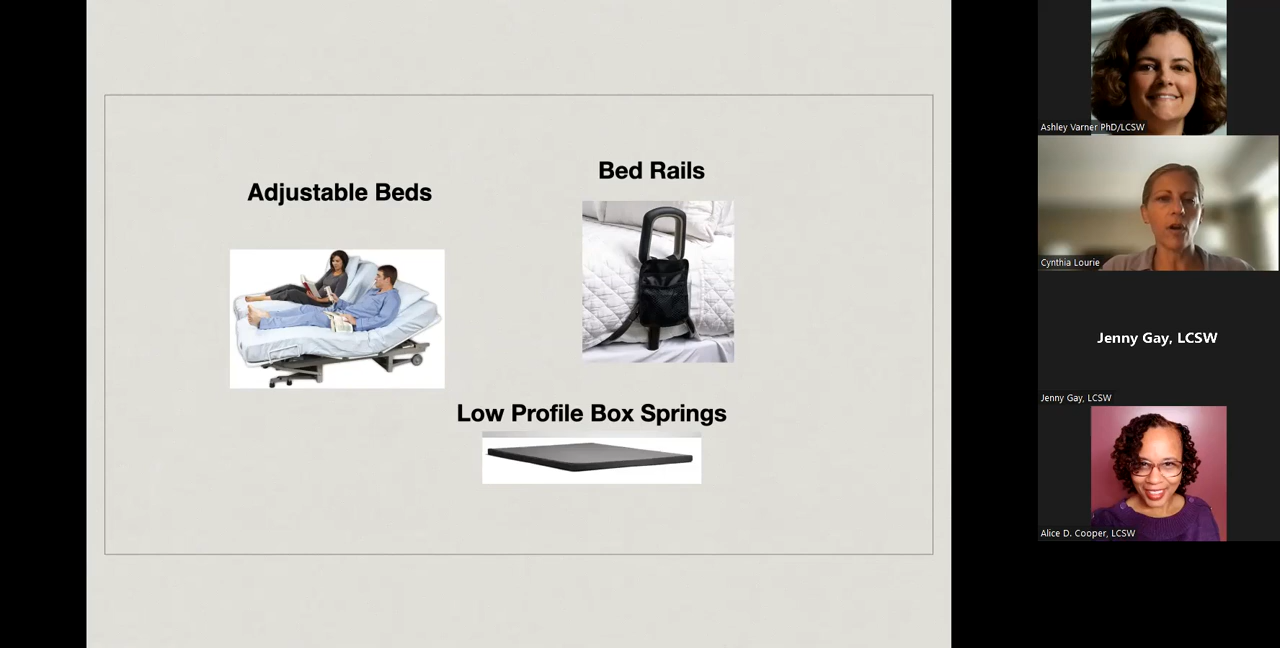 Adjustable Beds
Bed Rails
Low Profile Box Springs
Ashley Varner PhD/LCSW
Cynthia Lourie
Jenny Gay, LCSW
Jenny Gay, LCSW
Alice D. Cooper, LCSW